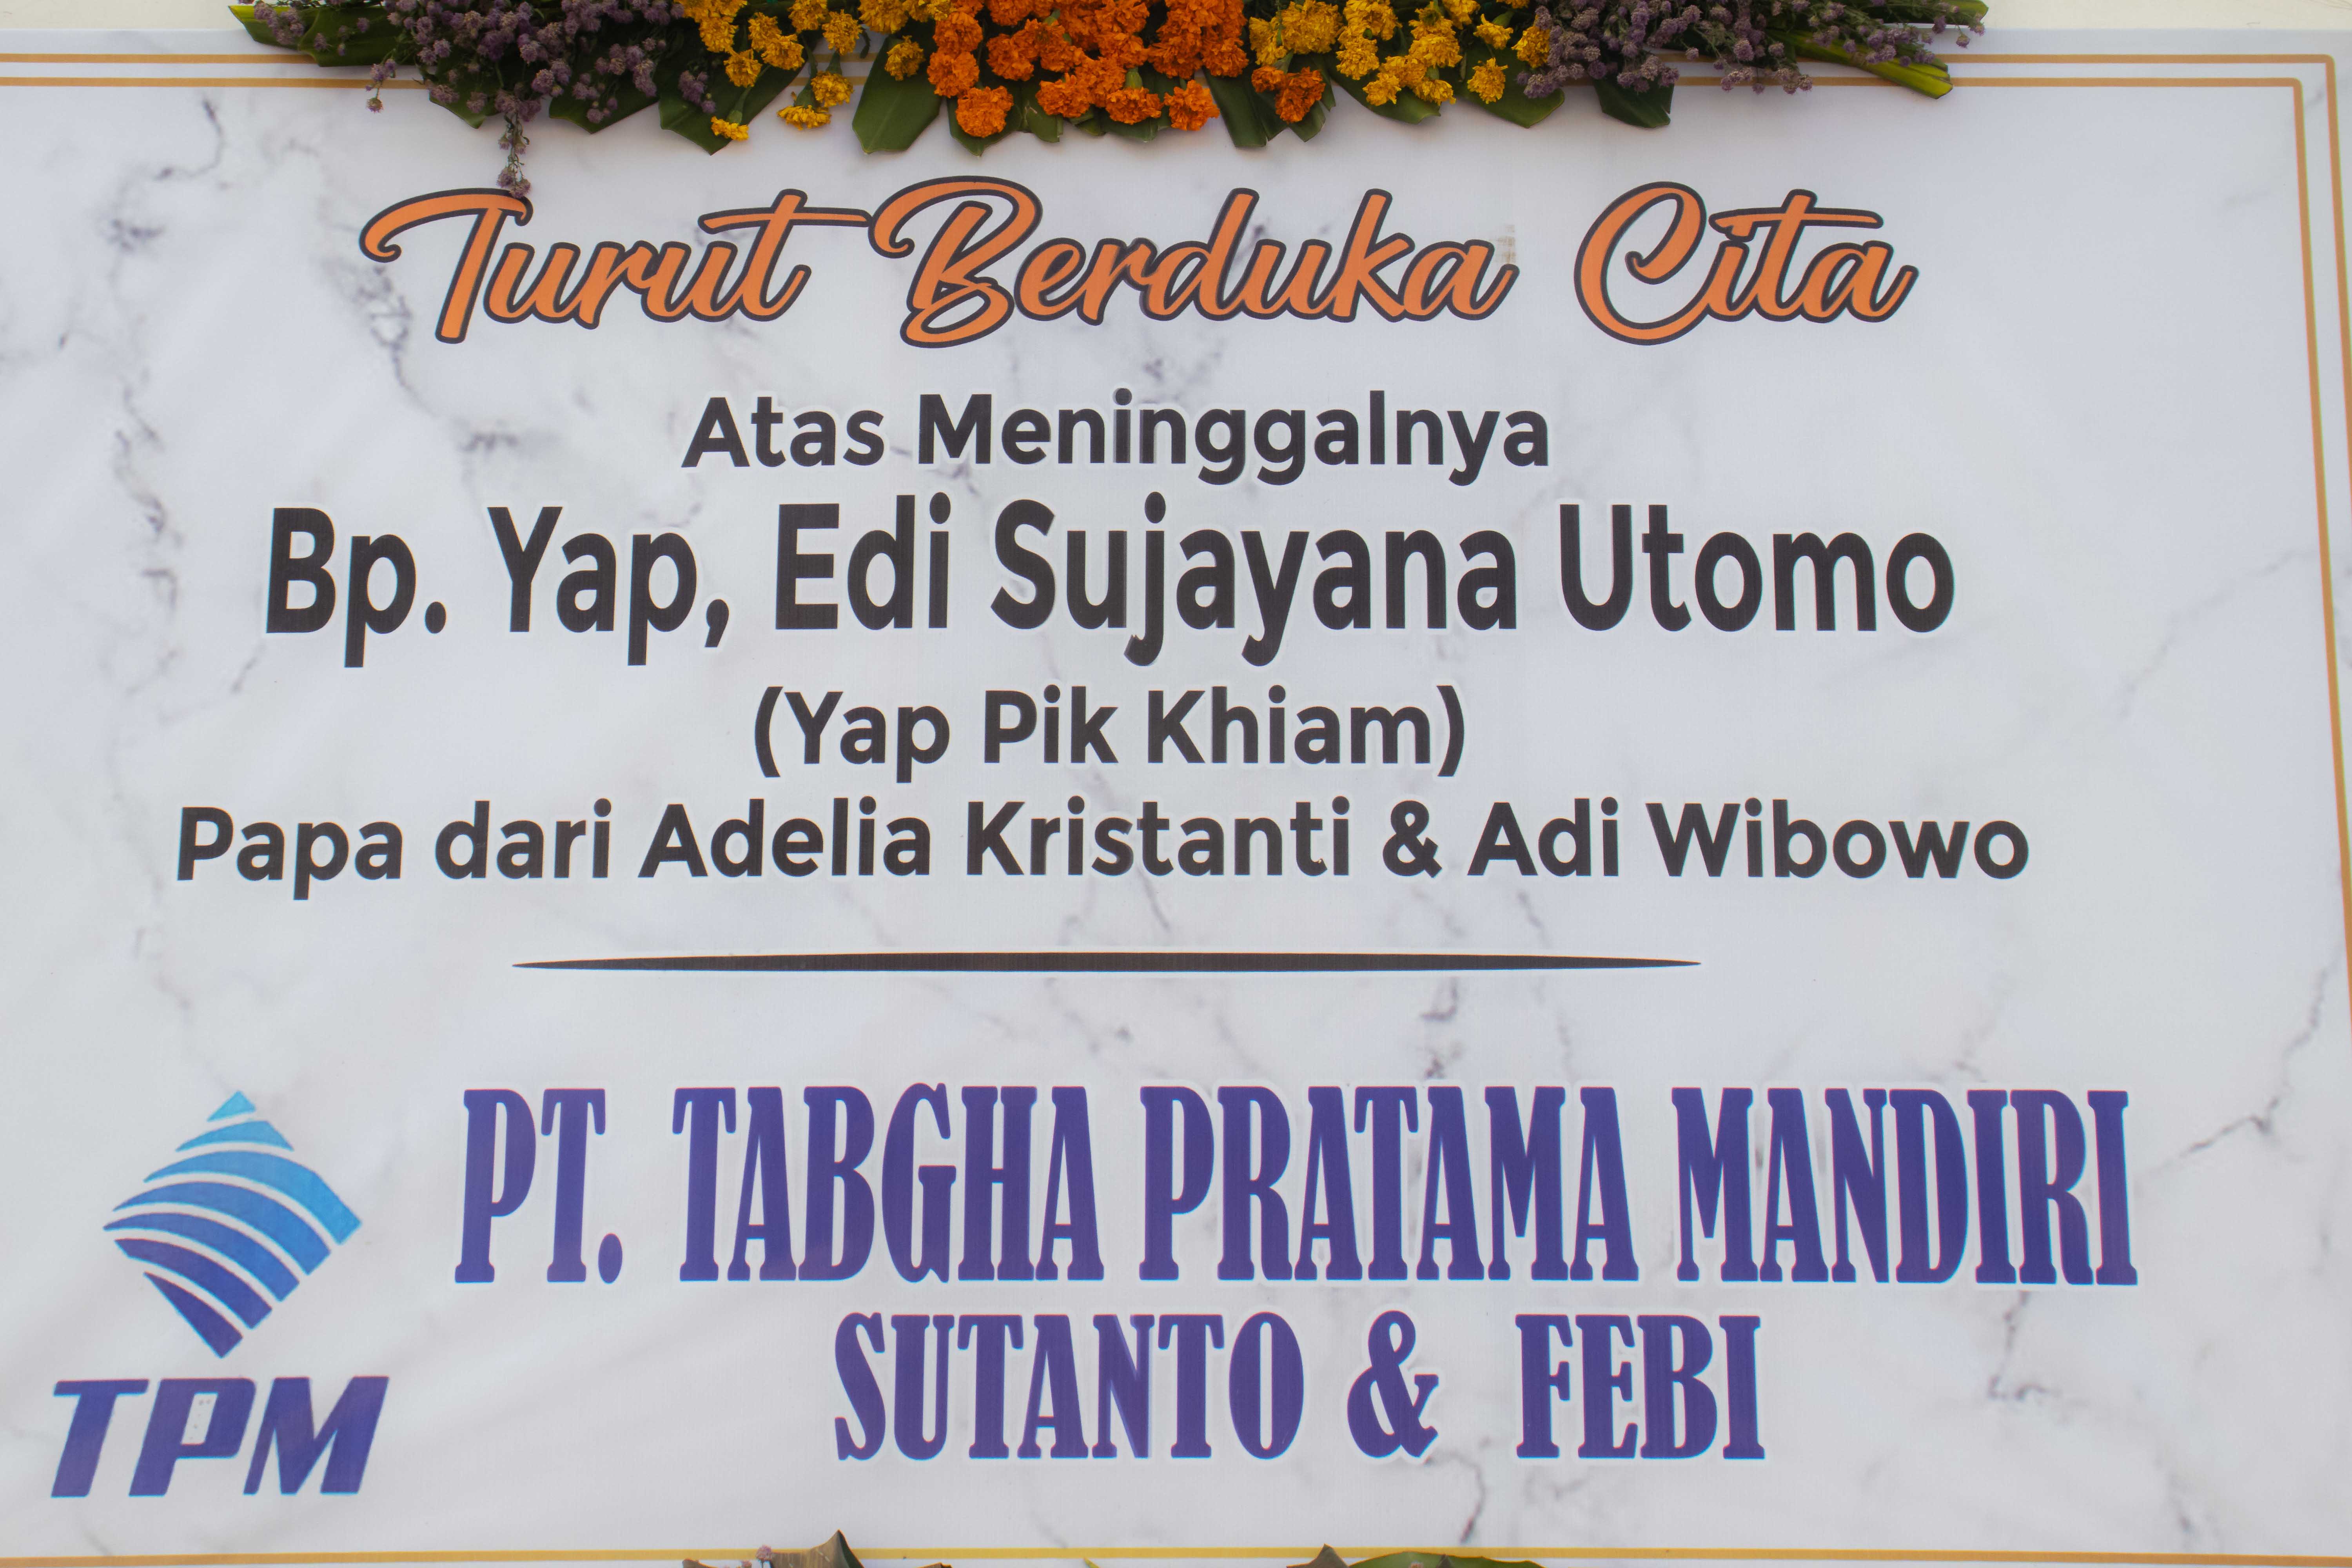 Turut Berduka Cita
Atas Meninggalnya
Bp. Yap, Edi Sujayana Utomo
(Yap Pik Khiam)
Papa dari Adelia Kristanti & Adi Wibowo
PT. TABGHA PRATAMA MANDIRI
SUTANTO & FEBI
TPM